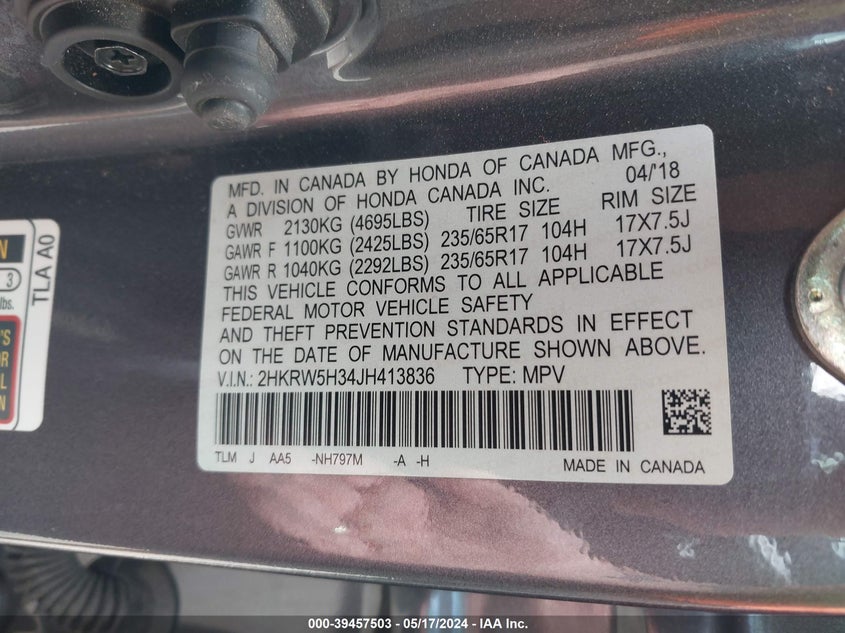 MFD. IN CANADA BY HONDA OF CANADA MFG.,
A DIVISION OF HONDA CANADA INC. 04/'18
GVWR 2130KG (4695LBS) TIRE SIZE RIM SIZE
GAWR F 1100KG (2425LBS) 235/65R17 104H 17X7.5J
GAWR R 1040KG (2292LBS) 235/65R17 104H 17X7.5J
THIS VEHICLE CONFORMS TO ALL APPLICABLE
FEDERAL MOTOR VEHICLE SAFETY
AND THEFT PREVENTION STANDARDS IN EFFECT
ON THE DATE OF MANUFACTURE SHOWN ABOVE.
V.I.N.: 2HKRW5H34JH413836 TYPE: MPV
TLM J AA5 -NH797M -A -H MADE IN CANADA
TLA A0
3
lbs.
000-39457503 — 05/17/2024 — IAA Inc.